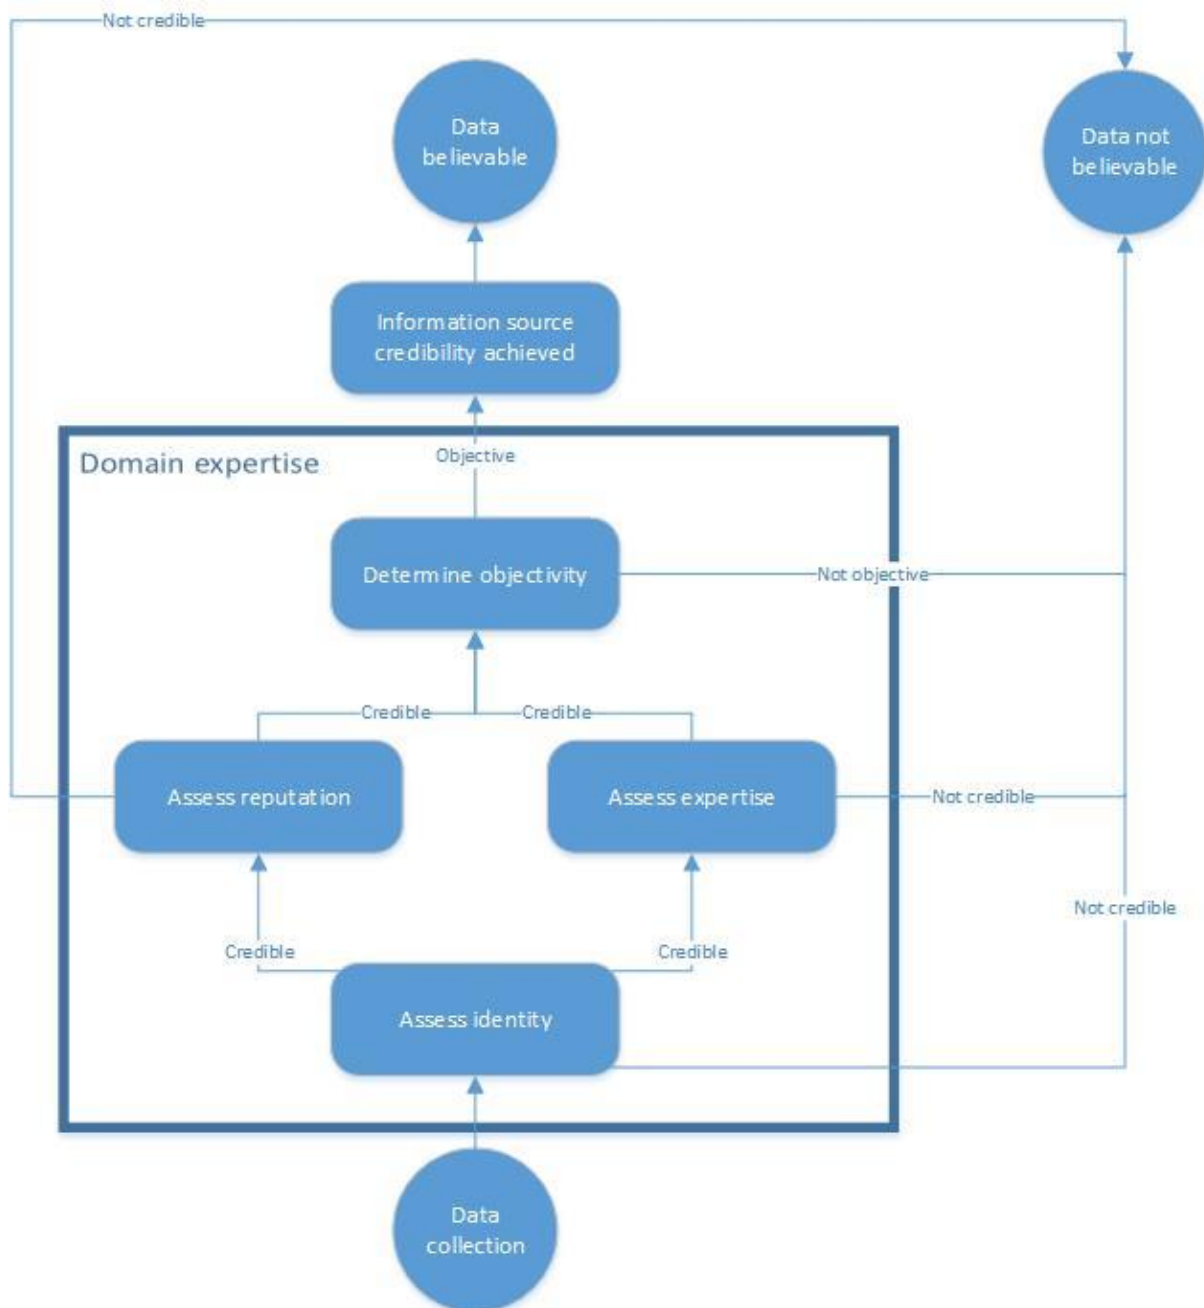 Not credible
Data
believable
Data not
believable
Information source
credibility achieved
Domain expertise
Objective
Determine objectivity
Not objective
Credible
Credible
Assess reputation
Assess expertise
Not credible
Not credible
Credible
Credible
Assess identity
Data
collection